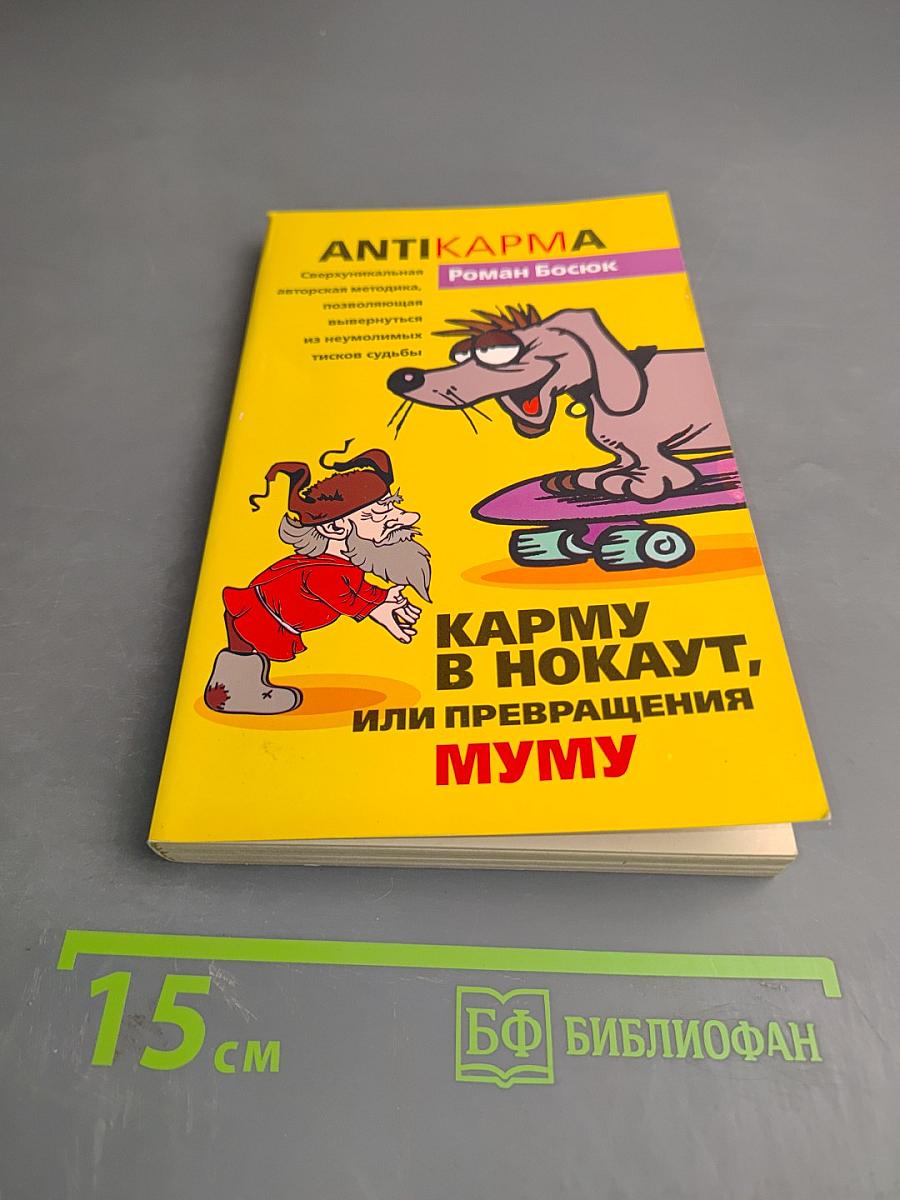 ANTIКАРМА
Роман Босюк
Сверхуникальная
авторская методика,
позволяющая
вывернуться
из неумолимых
тисков судьбы
КАРМУ
В НОКАУТ,
ИЛИ ПРЕВРАЩЕНИЯ
МУМУ
15 см
БФ БИБЛИОФАН